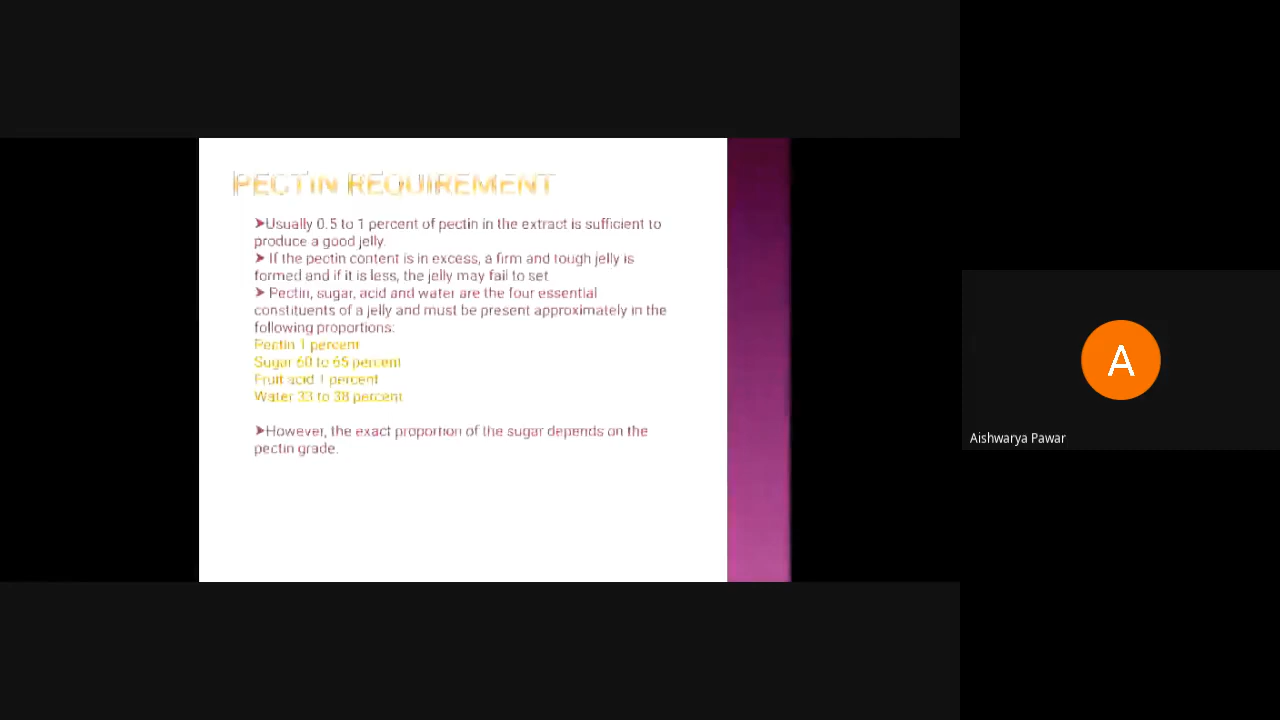 PECTIN REQUIREMENT
➤Usually 0.5 to 1 percent of pectin in the extract is sufficient to
produce a good jelly.
➤ If the pectin content is in excess, a firm and tough jelly is
formed and if it is less, the jelly may fail to set
➤ Pectin, sugar, acid and water are the four essential
constituents of a jelly and must be present approximately in the
following proportions:
Pectin 1 percent
Sugar 60 to 65 percent
Fruit acid 1 percent
Water 33 to 38 percent
➤However, the exact proportion of the sugar depends on the
pectin grade.
A
Aishwarya Pawar